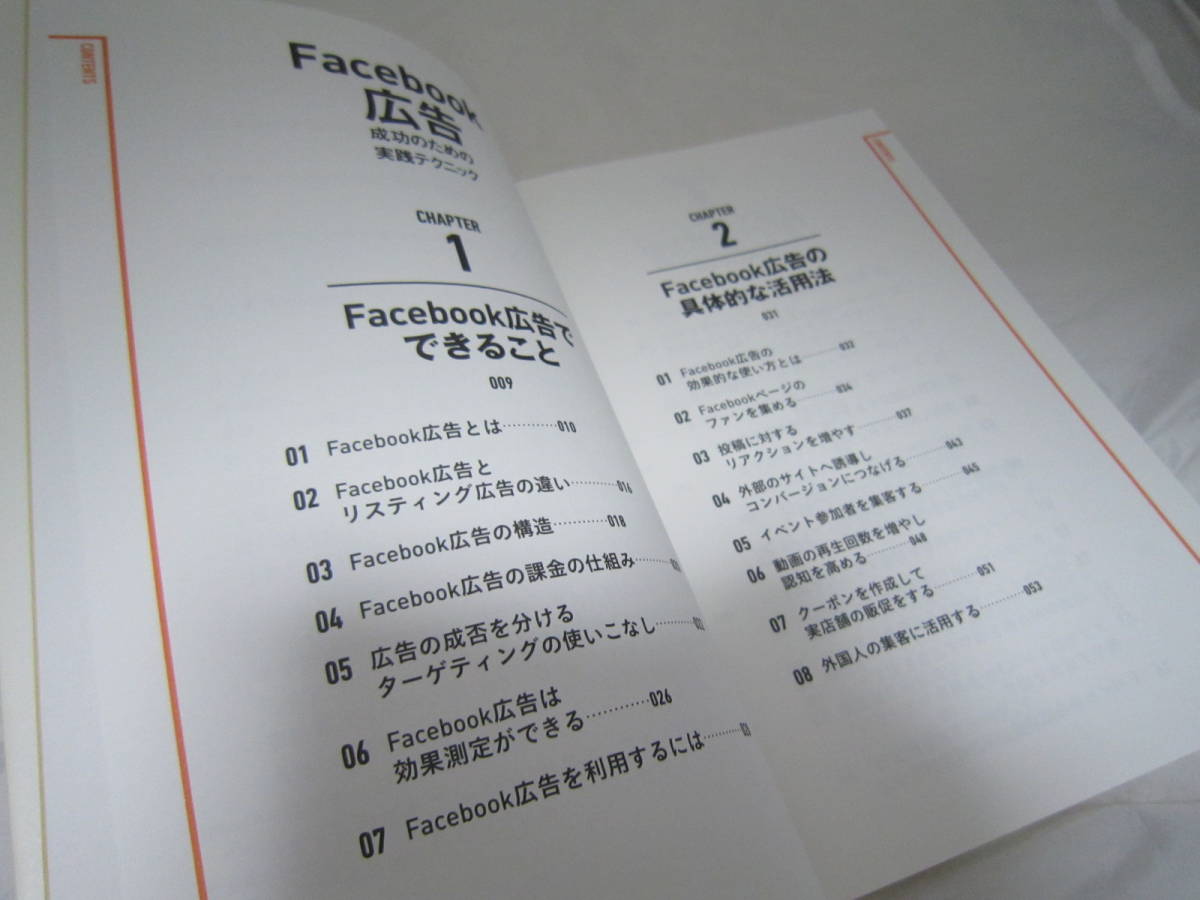 CONTENTS
Facebook
広告
成功のための
実践テクニック
CHAPTER
1
Facebook広告で
できること
009
01 Facebook広告とは…………010
02 Facebook広告と
リスティング広告の違い…………016
03 Facebook広告の構造…………018
04 Facebook広告の課金の仕組み…………
05 広告の成否を分ける
ターゲティングの使いこなし…………
06 Facebook広告は
効果測定ができる…………026
07 Facebook広告を利用するには…………
CHAPTER
2
Facebook広告の
具体的な活用法
031
01 Facebook広告の
効果的な使い方とは…………032
02 Facebookページの
ファンを集める…………034
03 投稿に対する
リアクションを増やす…………037
04 外部のサイトへ誘導し
コンバージョンにつなげる…………043
05 イベント参加者を集客する…………045
06 動画の再生回数を増やし
認知を高める…………048
07 クーポンを作成して
実店舗の販促をする…………051
08 外国人の集客に活用する…………053